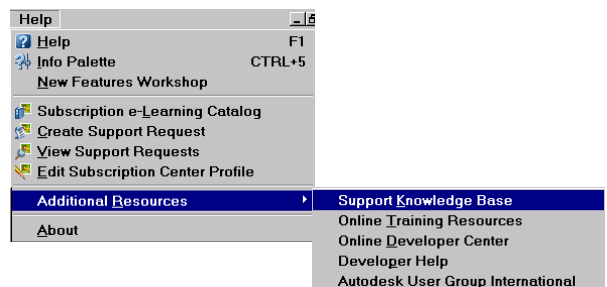 Help
Help F1
Info Palette CTRL+5
New Features Workshop
Subscription e-Learning Catalog
Create Support Request
View Support Requests
Edit Subscription Center Profile
Additional Resources
About
Support Knowledge Base
Online Training Resources
Online Developer Center
Developer Help
Autodesk User Group International